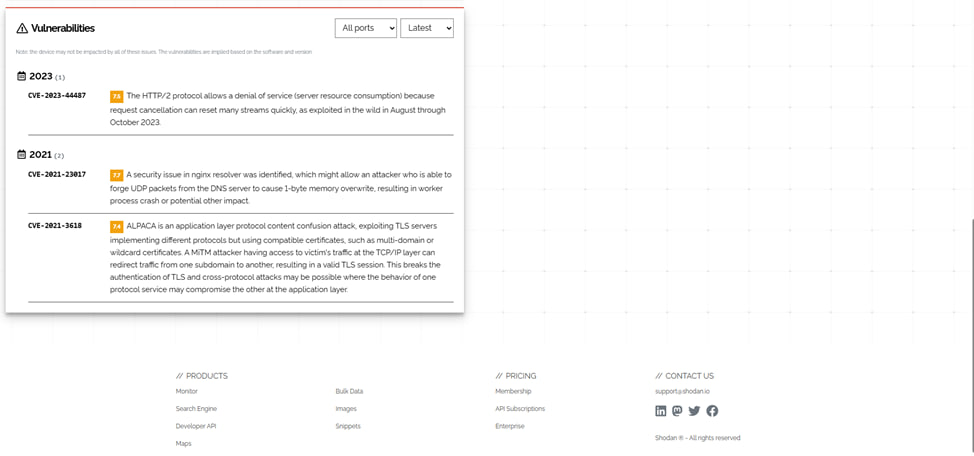 Vulnerabilities
All ports
Latest
Note: the device may not be impacted by all of these issues. The vulnerabilities are implied based on the software and version
2023 (1)
CVE-2023-44487
7.5 The HTTP/2 protocol allows a denial of service (server resource consumption) because
request cancellation can reset many streams quickly, as exploited in the wild in August through
October 2023.
2021 (2)
CVE-2021-23017
7.7 A security issue in nginx resolver was identified, which might allow an attacker who is able to
forge UDP packets from the DNS server to cause 1-byte memory overwrite, resulting in worker
process crash or potential other impact.
CVE-2021-3618
7.4 ALPACA is an application layer protocol content confusion attack, exploiting TLS servers
implementing different protocols but using compatible certificates, such as multi-domain or
wildcard certificates. A MiTM attacker having access to victim's traffic at the TCP/IP layer can
redirect traffic from one subdomain to another, resulting in a valid TLS session. This breaks the
authentication of TLS and cross-protocol attacks may be possible where the behavior of one
protocol service may compromise the other at the application layer.
// PRODUCTS
Monitor
Search Engine
Developer API
Maps
Bulk Data
Images
Snippets
// PRICING
Membership
API Subscriptions
Enterprise
// CONTACT US
support@shodan.io
Shodan ® - All rights reserved